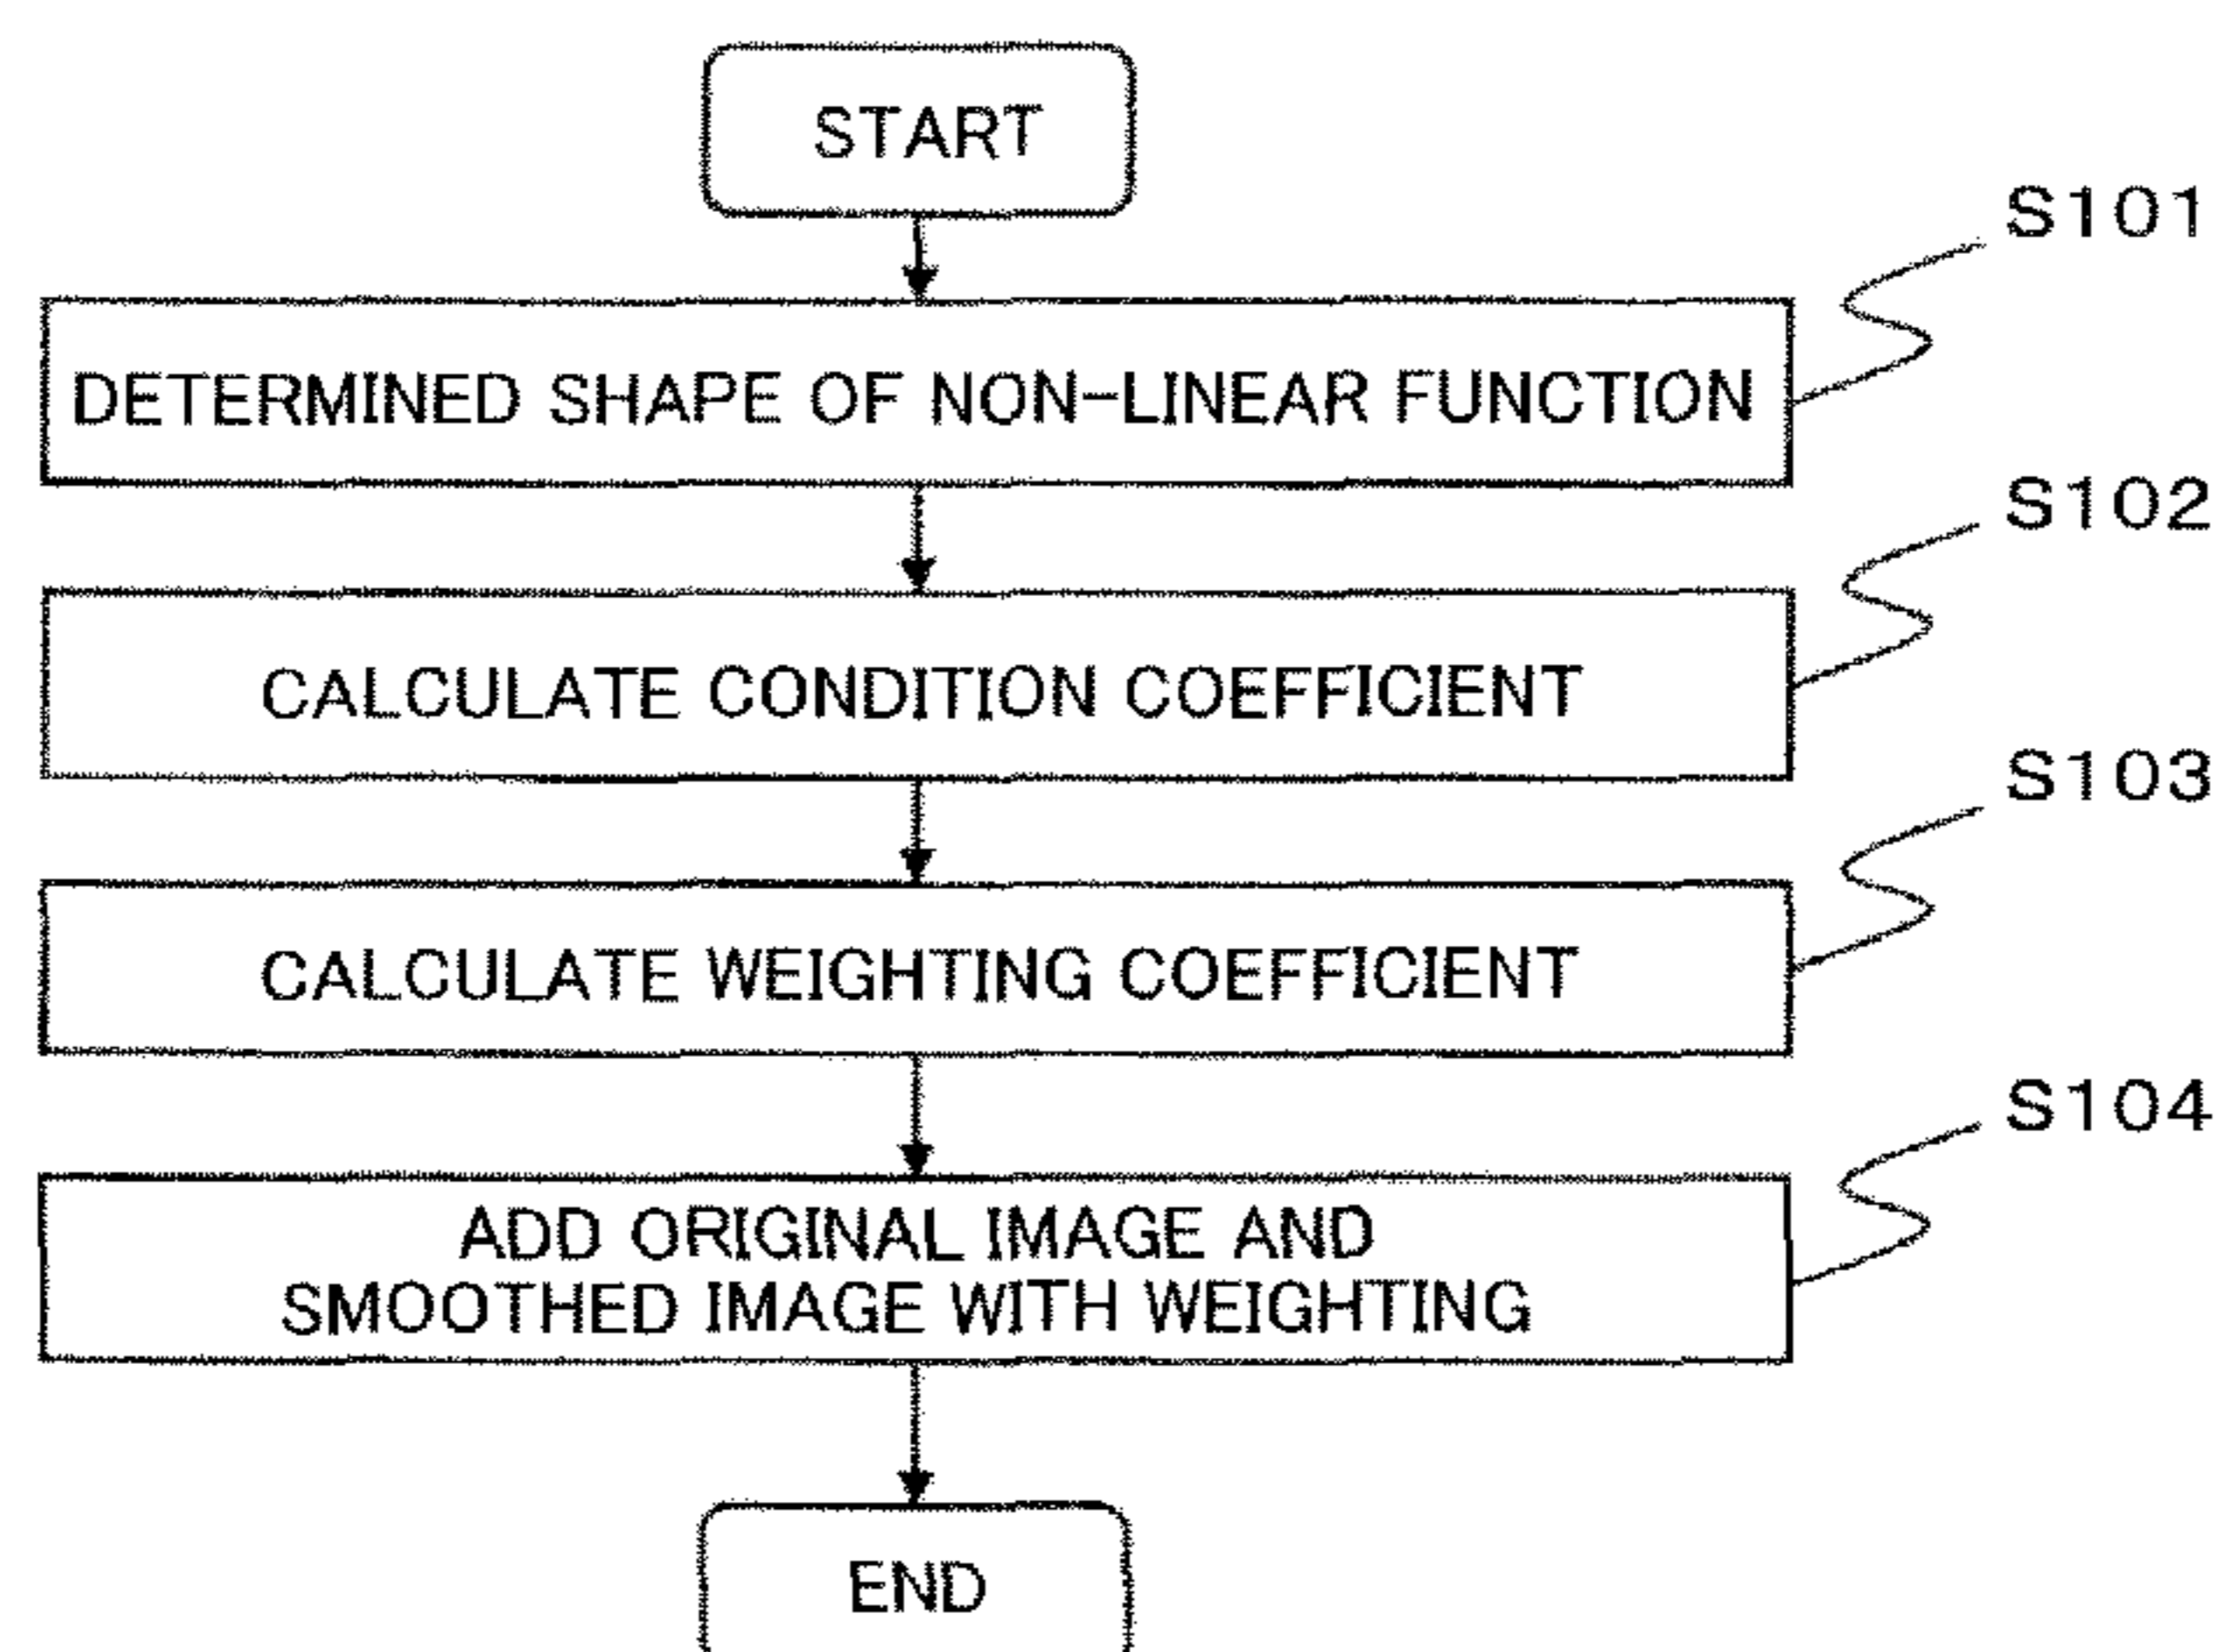 START
S101
DETERMINED SHAPE OF NON-LINEAR FUNCTION
S102
CALCULATE CONDITION COEFFICIENT
S103
CALCULATE WEIGHTING COEFFICIENT
S104
ADD ORIGINAL IMAGE AND
SMOOTHED IMAGE WITH WEIGHTING
END